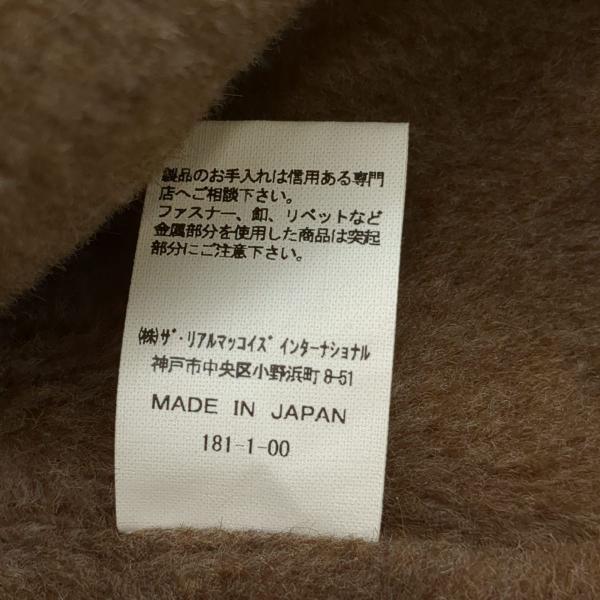 製品のお手入れは信用ある専門
店へご相談下さい。
ファスナー、釦、リベットなど
金属部分を使用した商品は突起
部分にご注意下さい。
㈱ザ・リアルマッコイズ インターナショナル
神戸市中央区小野浜町 8-51
MADE IN JAPAN
181-1-00